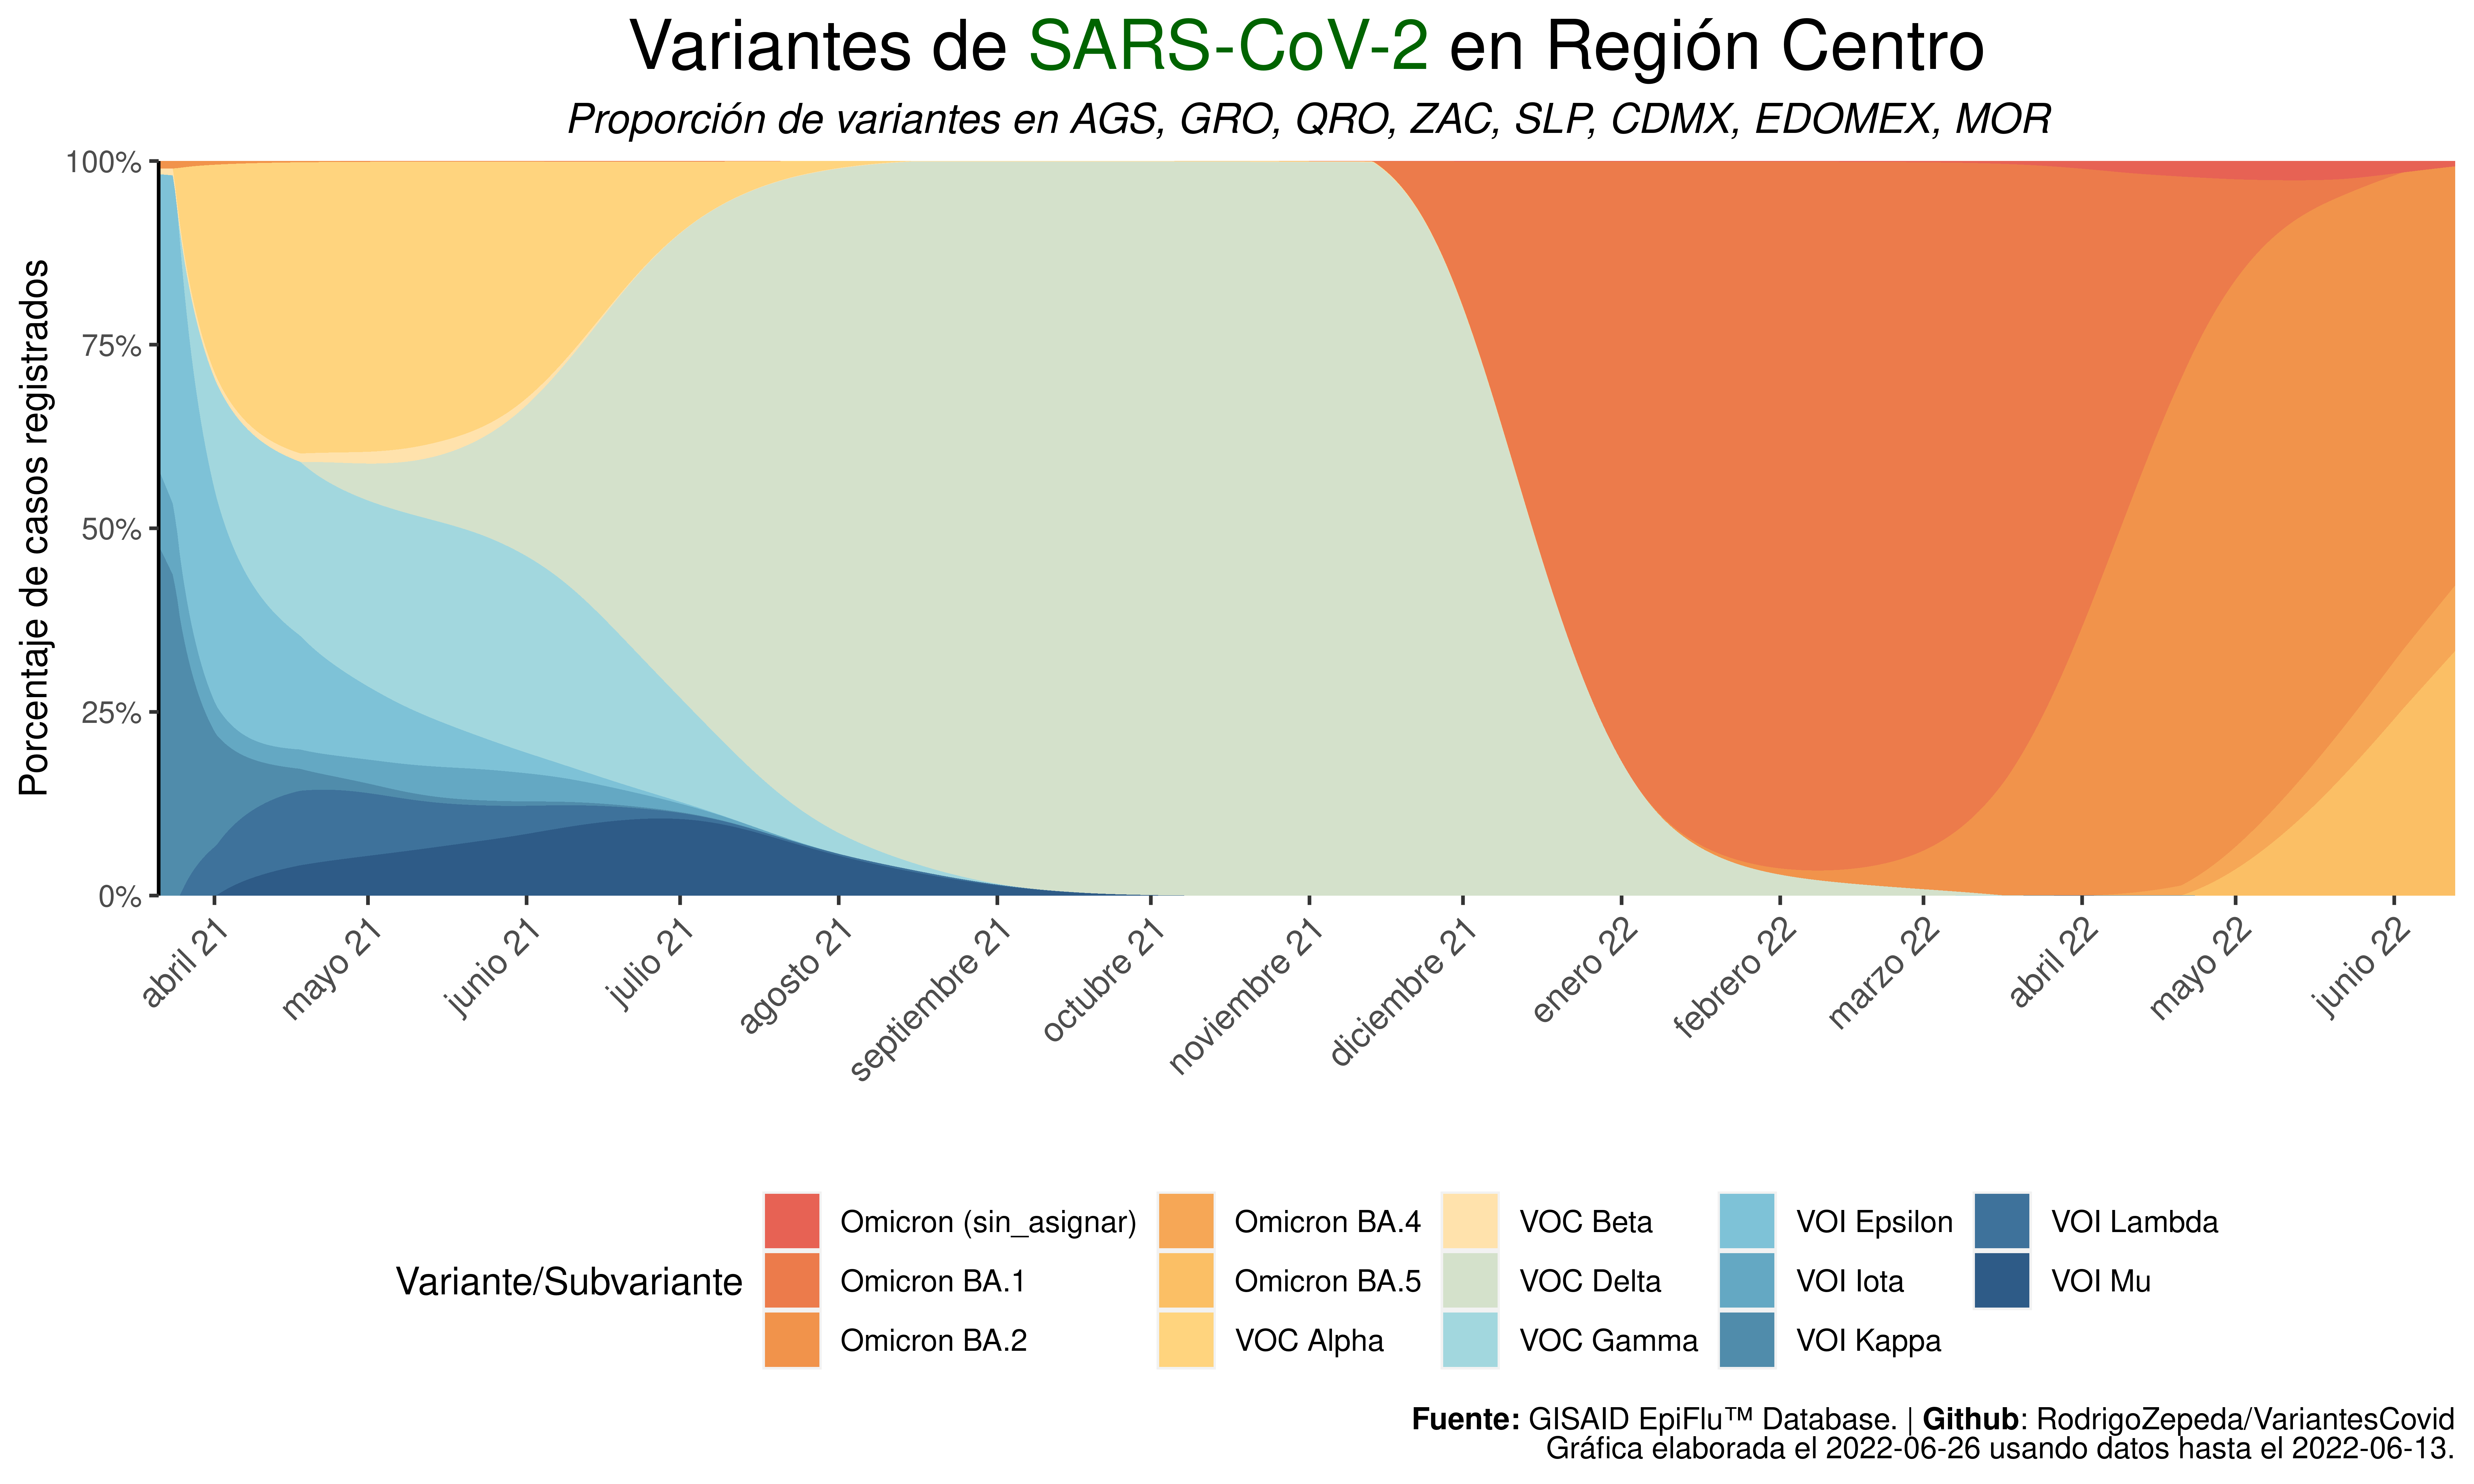 Variantes de SARS-CoV-2 en Región Centro
Proporción de variantes en AGS, GRO, QRO, ZAC, SLP, CDMX, EDOMEX, MOR
Porcentaje de casos registrados
100%
75%
50%
25%
0%
abril 21
mayo 21
junio 21
julio 21
agosto 21
septiembre 21
octubre 21
noviembre 21
diciembre 21
enero 22
febrero 22
marzo 22
abril 22
mayo 22
junio 22
Variante/Subvariante
Omicron (sin_asignar)
Omicron BA.1
Omicron BA.2
Omicron BA.4
Omicron BA.5
VOC Alpha
VOC Beta
VOC Delta
VOC Gamma
VOI Epsilon
VOI Iota
VOI Kappa
VOI Lambda
VOI Mu
Fuente: GISAID EpiFlu™ Database. | Github: RodrigoZepeda/VariantesCovid
Gráfica elaborada el 2022-06-26 usando datos hasta el 2022-06-13.